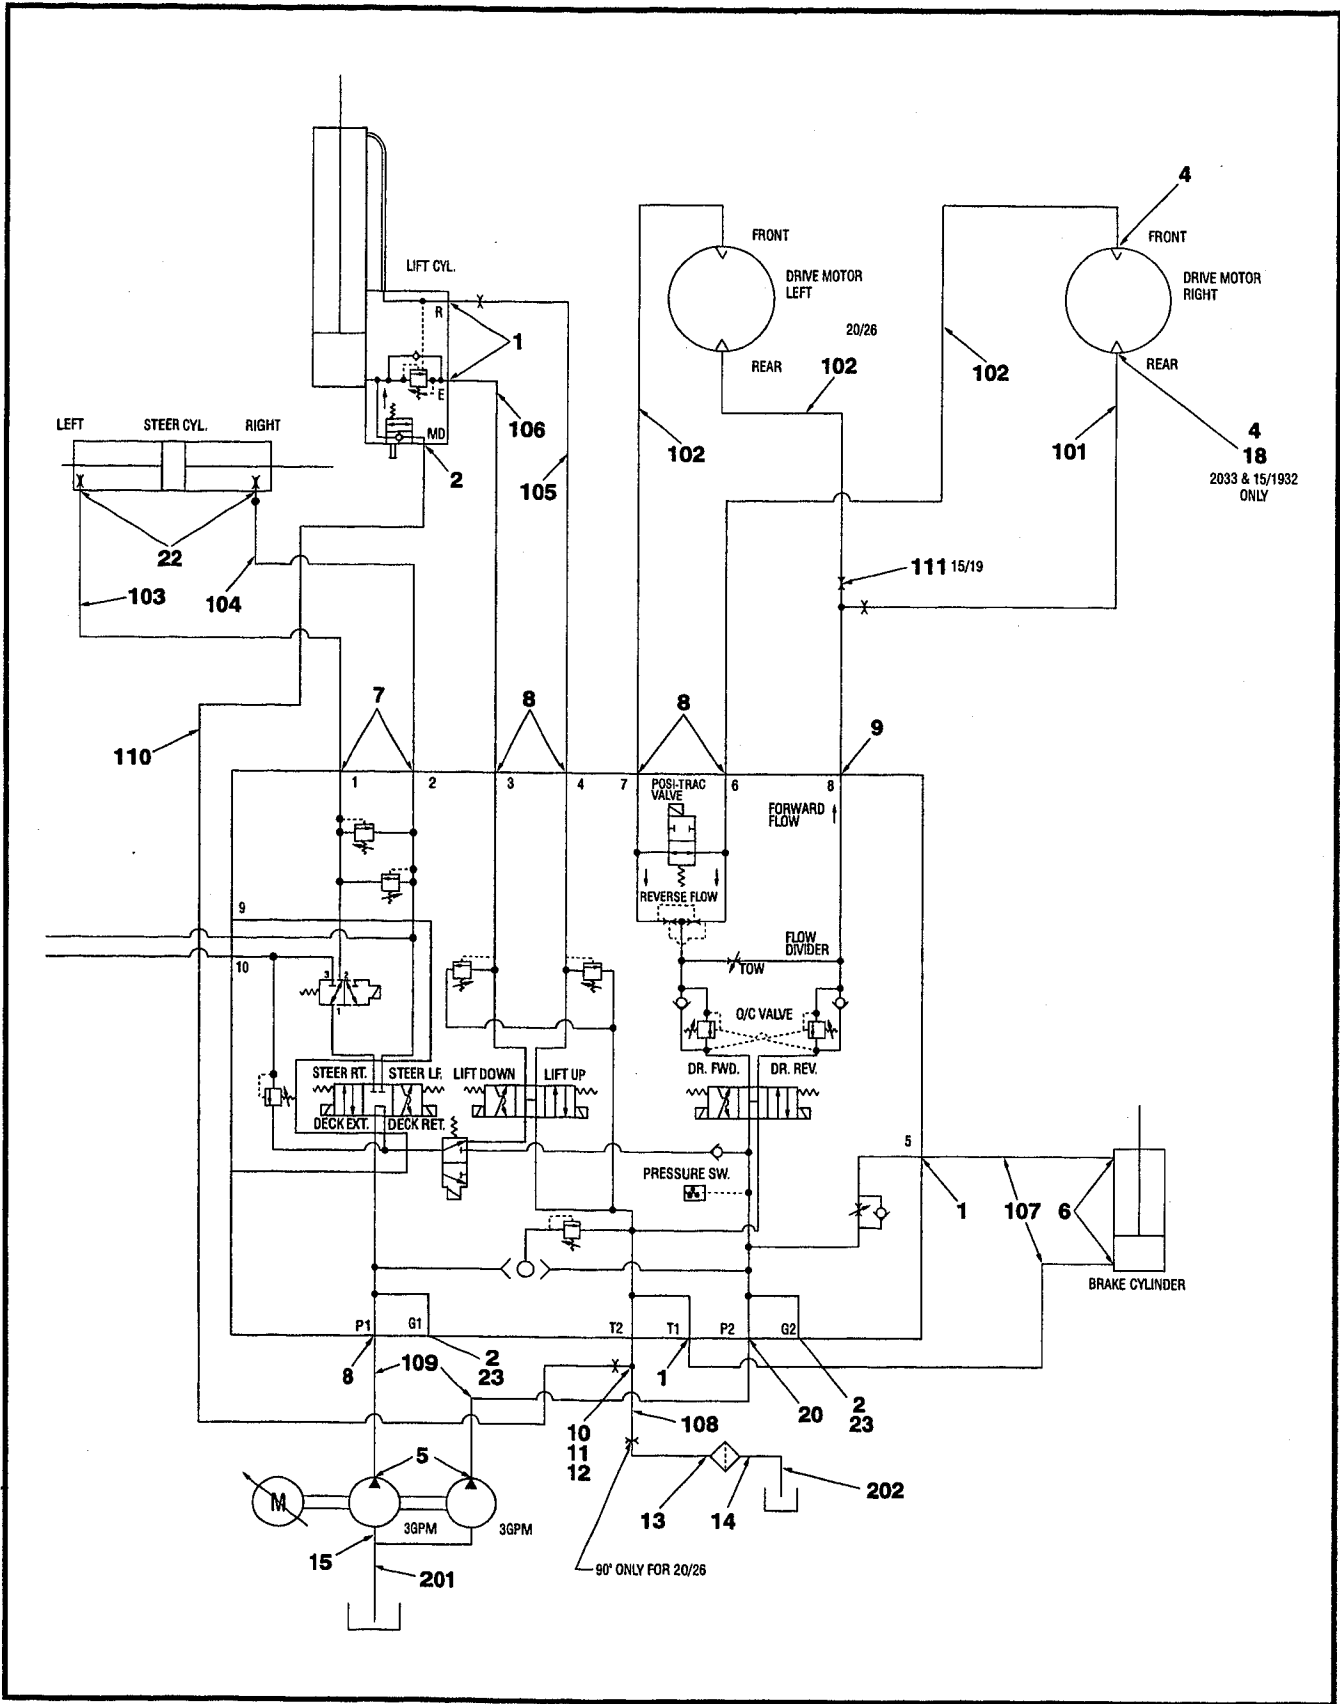 4
FRONT
FRONT
LIFT CYL.
DRIVE MOTOR
LEFT
DRIVE MOTOR
RIGHT
R
20/26
1
REAR
REAR
102
102
E
106
LEFT
STEER CYL.
RIGHT
MD
102
101
4
18
2033 & 15/1932
ONLY
2
105
22
111 15/19
103
104
7
8
8
9
110
1
2
3
4
7
POSI-TRAC
VALVE
6
8
FORWARD
FLOW
REVERSE FLOW
9
FLOW
DIVIDER
10
TOW
3
2
1
O/C VALVE
STEER RT.
STEER LF.
LIFT DOWN
LIFT UP
DR. FWD.
DR. REV.
DECK EXT.
DECK RET.
5
PRESSURE SW.
1
107
6
BRAKE CYLINDER
P1
G1
T2
T1
P2
G2
8
109
2
23
1
20
2
23
10
11
12
108
5
M
13
14
202
3GPM
3GPM
15
201
90° ONLY FOR 20/26